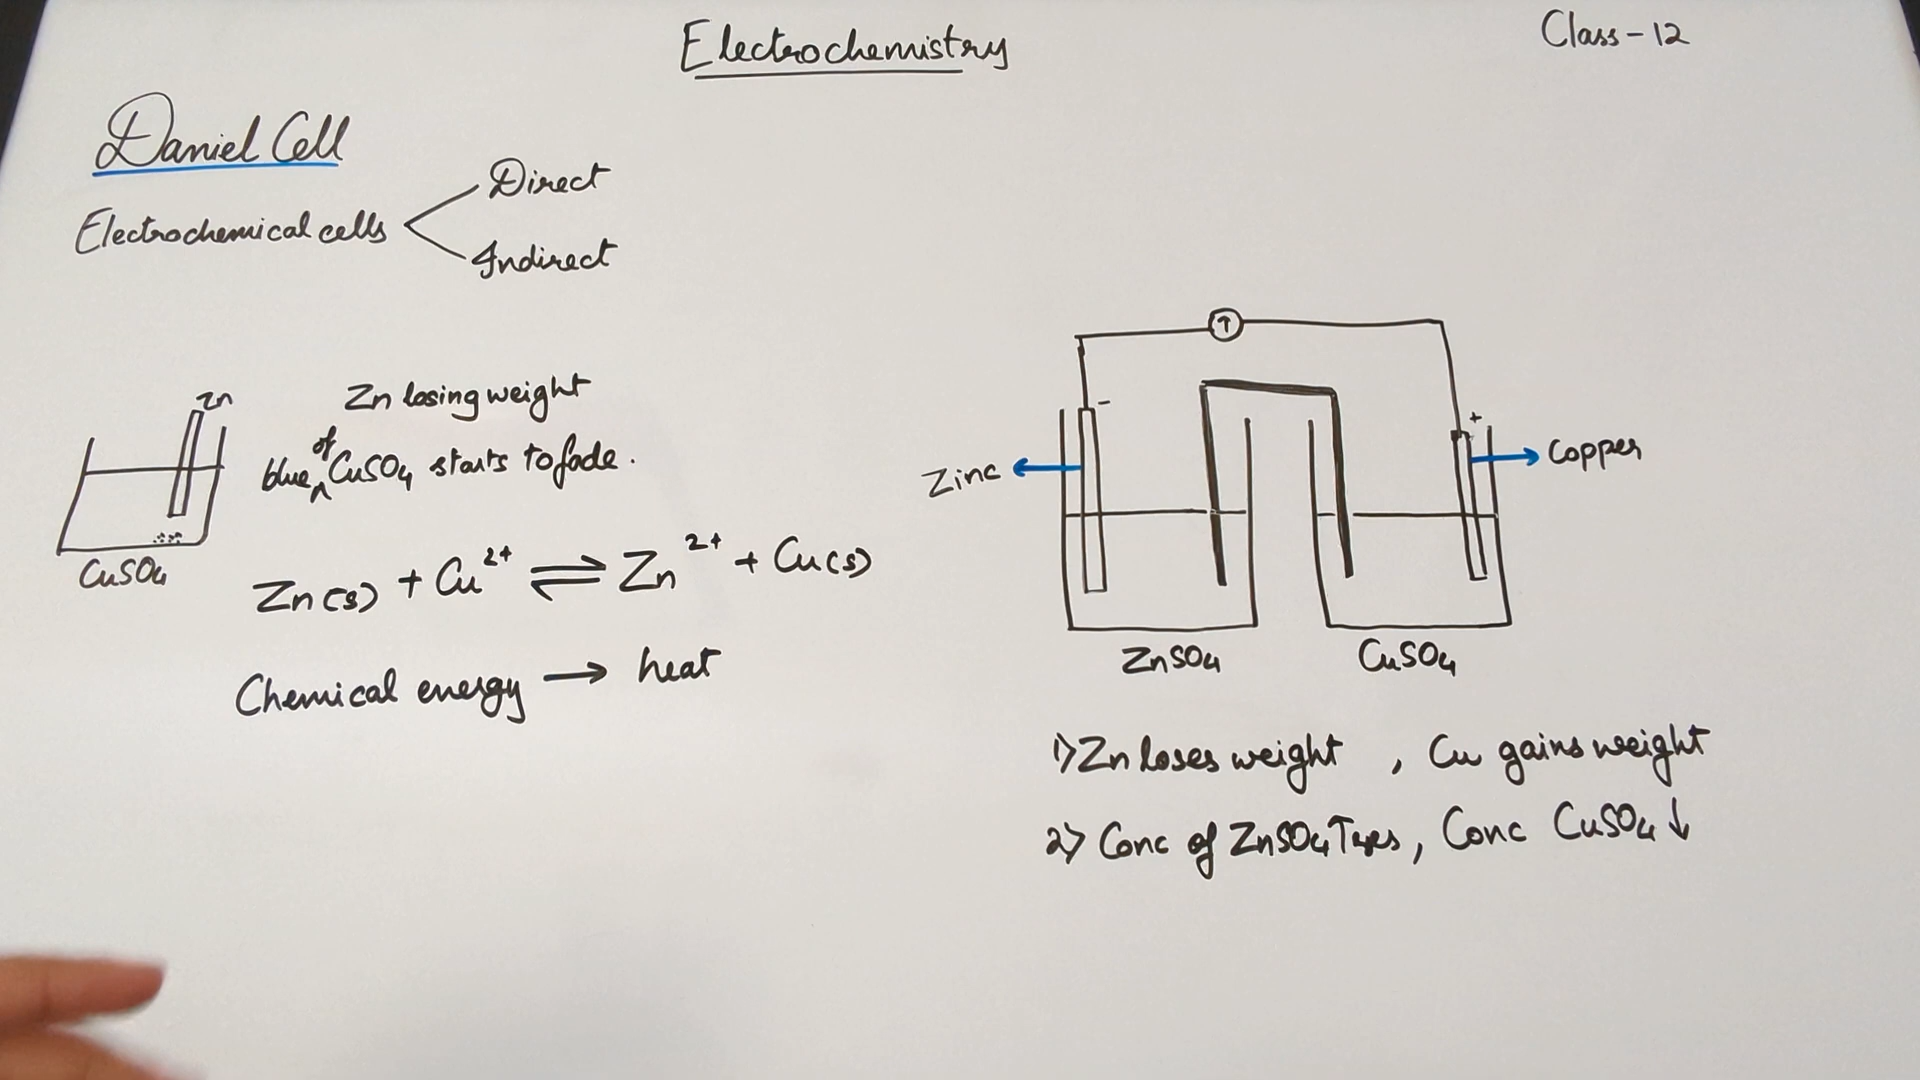 Electrochemistry
Class-12
Daniel Cell
Electrochemical cells
Direct
Indirect
Zn
Zn losing weight
blue of CuSO4 starts to fade.
CuSO4
Zn(s) + Cu2+ ⇌ Zn2+ + Cu(s)
Chemical energy → heat
↑
-
+
Zinc
Copper
ZnSO4
CuSO4
1) Zn loses weight , Cu gains weight
2) Conc of ZnSO4 , Conc CuSO4 ↓